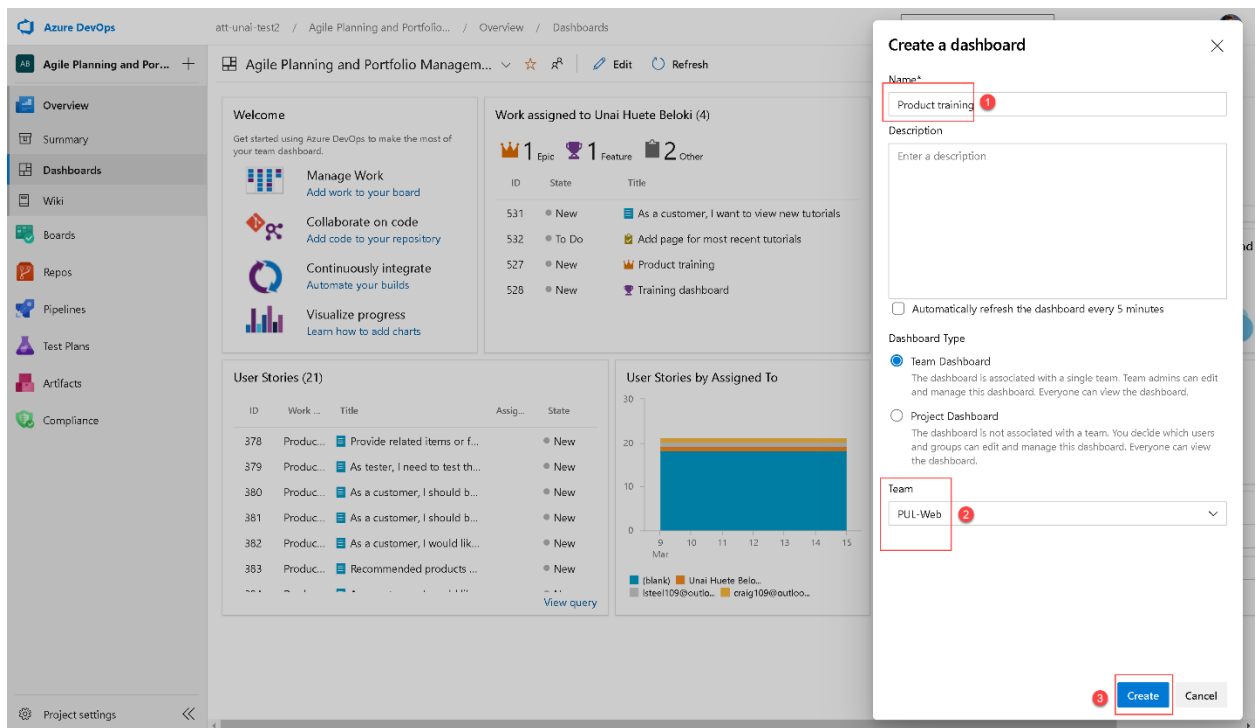 Azure DevOps
att-unai-test2 / Agile Planning and Portfolio... / Overview / Dashboards
AB Agile Planning and Por...
Overview
Summary
Dashboards
Wiki
Boards
Repos
Pipelines
Test Plans
Artifacts
Compliance
Project settings
Agile Planning and Portfolio Managem...
Edit
Refresh
Welcome
Get started using Azure DevOps to make the most of
your team dashboard.
Manage Work
Add work to your board
Collaborate on code
Add code to your repository
Continuously integrate
Automate your builds
Visualize progress
Learn how to add charts
Work assigned to Unai Huete Beloki (4)
1 Epic 1 Feature 2 Other
ID State Title
531 New As a customer, I want to view new tutorials
532 To Do Add page for most recent tutorials
527 New Product training
528 New Training dashboard
User Stories (21)
ID Work ... Title Assig... State
378 Produc... Provide related items or f... New
379 Produc... As tester, I need to test th... New
380 Produc... As a customer, I should b... New
381 Produc... As a customer, I should b... New
382 Produc... As a customer, I would lik... New
383 Produc... Recommended products ... New
View query
User Stories by Assigned To
30
20
10
0
9 10 11 12 13 14 15
Mar
(blank) Unai Huete Belo...
lsteel109@outlo... craig109@outloo...
nd
Create a dashboard
Name*
Product training 1
Description
Enter a description
Automatically refresh the dashboard every 5 minutes
Dashboard Type
Team Dashboard
The dashboard is associated with a single team. Team admins can edit
and manage this dashboard. Everyone can view the dashboard.
Project Dashboard
The dashboard is not associated with a team. You decide which users
and groups can edit and manage this dashboard. Everyone can view
the dashboard.
Team
PUL-Web 2
3 Create Cancel